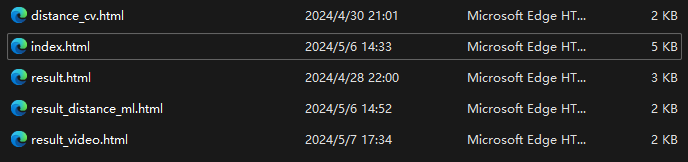 distance_cv.html 2024/4/30 21:01 Microsoft Edge HT... 2 KB
index.html 2024/5/6 14:33 Microsoft Edge HT... 5 KB
result.html 2024/4/28 22:00 Microsoft Edge HT... 3 KB
result_distance_ml.html 2024/5/6 14:52 Microsoft Edge HT... 2 KB
result_video.html 2024/5/7 17:34 Microsoft Edge HT... 2 KB